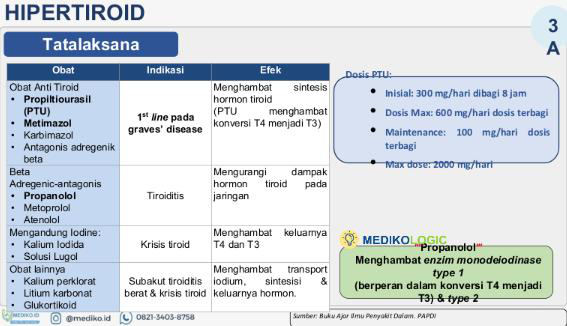 HIPERTIROID
3
A
Tatalaksana
Obat Indikasi Efek
Obat Anti Tiroid
• Propiltiourasil
(PTU)
• Metimazol
• Karbimazol
• Antagonis adregenik
beta
1st line pada
graves' disease
Menghambat sintesis
hormon tiroid
(PTU menghambat
konversi T4 menjadi T3)
Beta
Adregenic-antagonis
• Propanolol
• Metoprolol
• Atenolol
Tiroiditis
Mengurangi dampak
hormon tiroid pada
jaringan
Mengandung Iodine:
• Kalium Iodida
• Solusi Lugol
Krisis tiroid
Menghambat keluarnya
T4 dan T3
Obat lainnya
• Kalium perklorat
• Litium karbonat
• Glukortikoid
Subakut tiroiditis
berat & krisis tiroid
Menghambat transport
iodium, sintesisi &
keluarnya hormon.
Dosis PTU:
• Inisial: 300 mg/hari dibagi 8 jam
• Dosis Max: 600 mg/hari dosis terbagi
• Maintenance: 100 mg/hari dosis
terbagi
• Max dose: 2000 mg/hari
MEDIKOLOGIC
"Propanolol"
Menghambat enzim monodeiodinase
type 1
(berperan dalam konversi T4 menjadi
T3) & type 2
MEDIKO.ID
@mediko.id 0821-3403-8758
Sumber: Buku Ajar Ilmu Penyakit Dalam. PAPDI